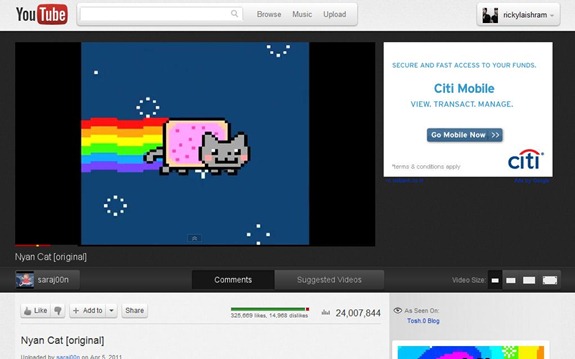 YouTube
Browse Music Upload
rickylaishram
SECURE AND FAST ACCESS TO YOUR FUNDS.
Citi Mobile
VIEW. TRANSACT. MANAGE.
Go Mobile Now >>
*terms & conditions apply
citi
Nyan Cat [original]
saraj00n
Comments
Suggested Videos
Video Size:
Like
+ Add to
Share
325,669 likes, 14,968 dislikes
24,007,844
As Seen On:
Tosh.0 Blog
Nyan Cat [original]
Uploaded by saraj00n on Apr 5, 2011